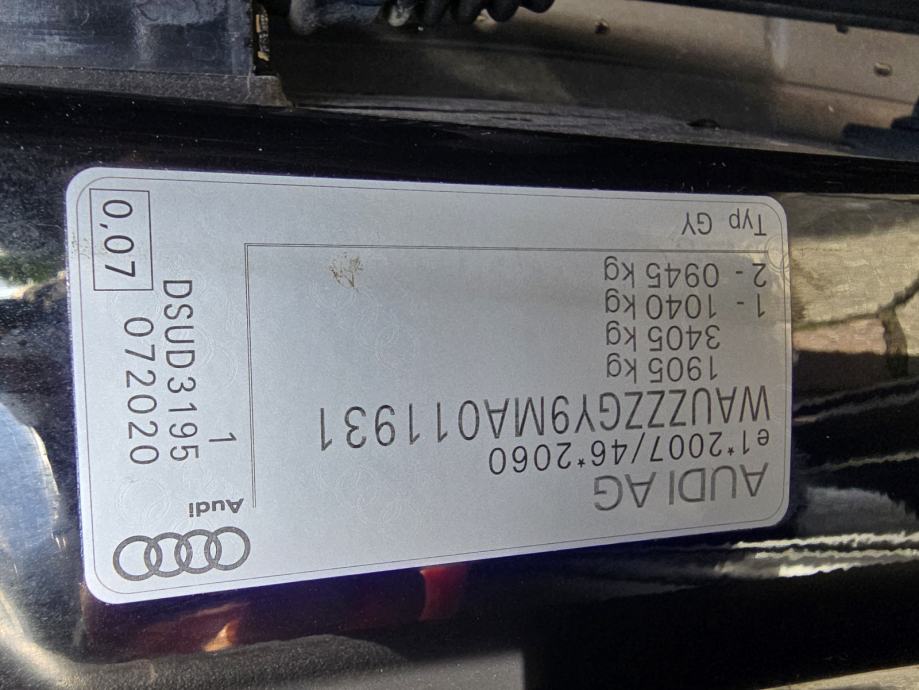 AUDI AG
e1*2007/46*2060
WAUZZZGY9MA011931
1905 kg
3405 kg
1 - 1040 kg
2 - 0945 kg
Typ GY
Audi
1
DSUD3195
072020
0,07